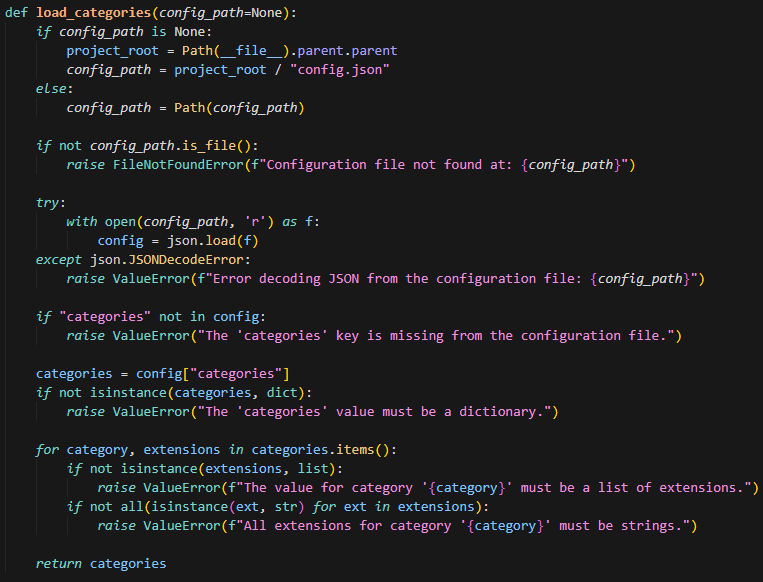 def load_categories(config_path=None):
    if config_path is None:
        project_root = Path(__file__).parent.parent
        config_path = project_root / "config.json"
    else:
        config_path = Path(config_path)

    if not config_path.is_file():
        raise FileNotFoundError(f"Configuration file not found at: {config_path}")

    try:
        with open(config_path, 'r') as f:
            config = json.load(f)
    except json.JSONDecodeError:
        raise ValueError(f"Error decoding JSON from the configuration file: {config_path}")

    if "categories" not in config:
        raise ValueError("The 'categories' key is missing from the configuration file.")

    categories = config["categories"]
    if not isinstance(categories, dict):
        raise ValueError("The 'categories' value must be a dictionary.")

    for category, extensions in categories.items():
        if not isinstance(extensions, list):
            raise ValueError(f"The value for category '{category}' must be a list of extensions.")
        if not all(isinstance(ext, str) for ext in extensions):
            raise ValueError(f"All extensions for category '{category}' must be strings.")

    return categories